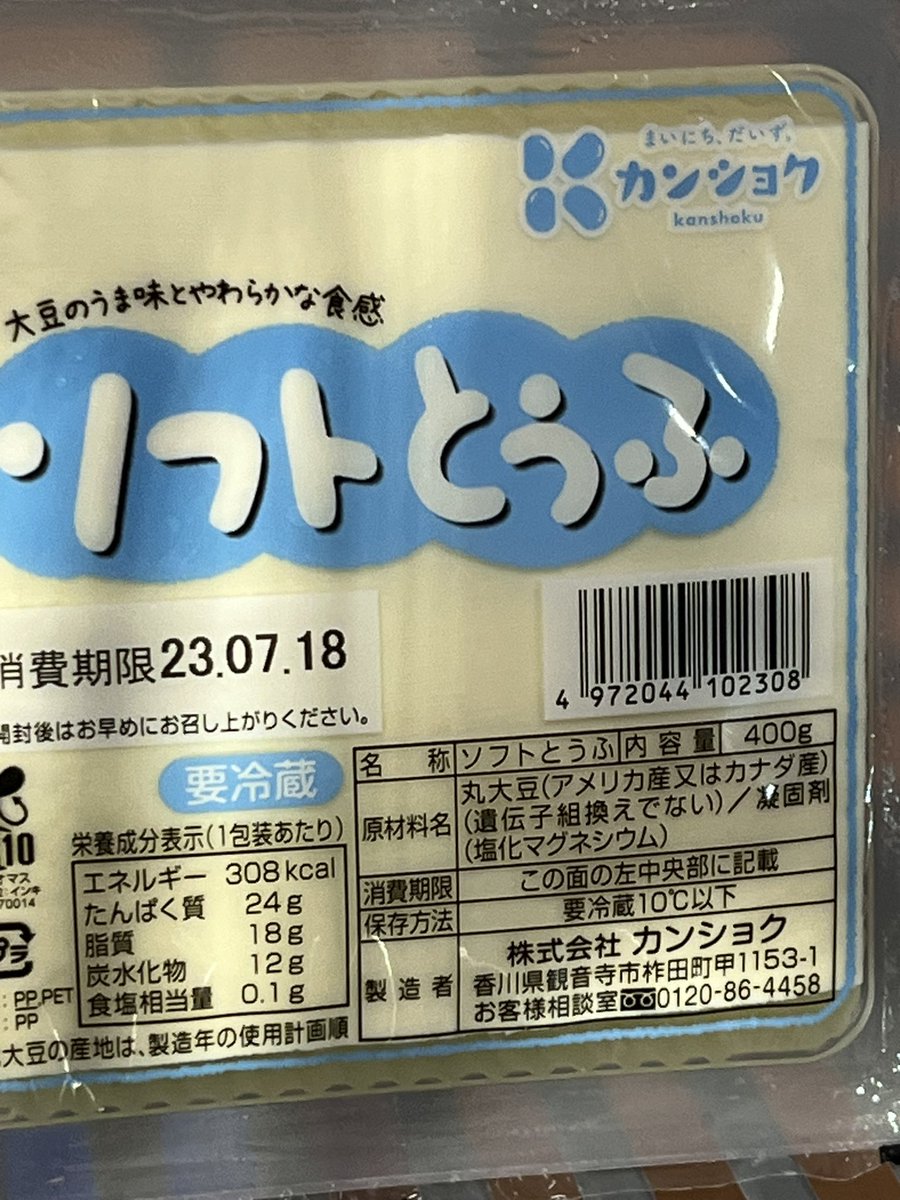 まいにち、だいず。
カンショク
kanshoku
大豆のうま味とやわらかな食感
ソフトとうふ
消費期限23.07.18
開封後はお早めにお召し上がりください。
4 972044 102308
要冷蔵
10
インキ
70014
プラ
: PP,PET
: PP
栄養成分表示(1包装あたり)
エネルギー 308kcal
たんぱく質 24g
脂質 18g
炭水化物 12g
食塩相当量 0.1g
大豆の産地は、製造年の使用計画順
名称 ソフトとうふ 内容量 400g
原材料名 丸大豆(アメリカ産又はカナダ産)
(遺伝子組換えでない)/凝固剤
(塩化マグネシウム)
消費期限 この面の左中央部に記載
保存方法 要冷蔵10℃以下
製造者 株式会社 カンショク
香川県観音寺市柞田町甲1153-1
お客様相談室 0120-86-4458